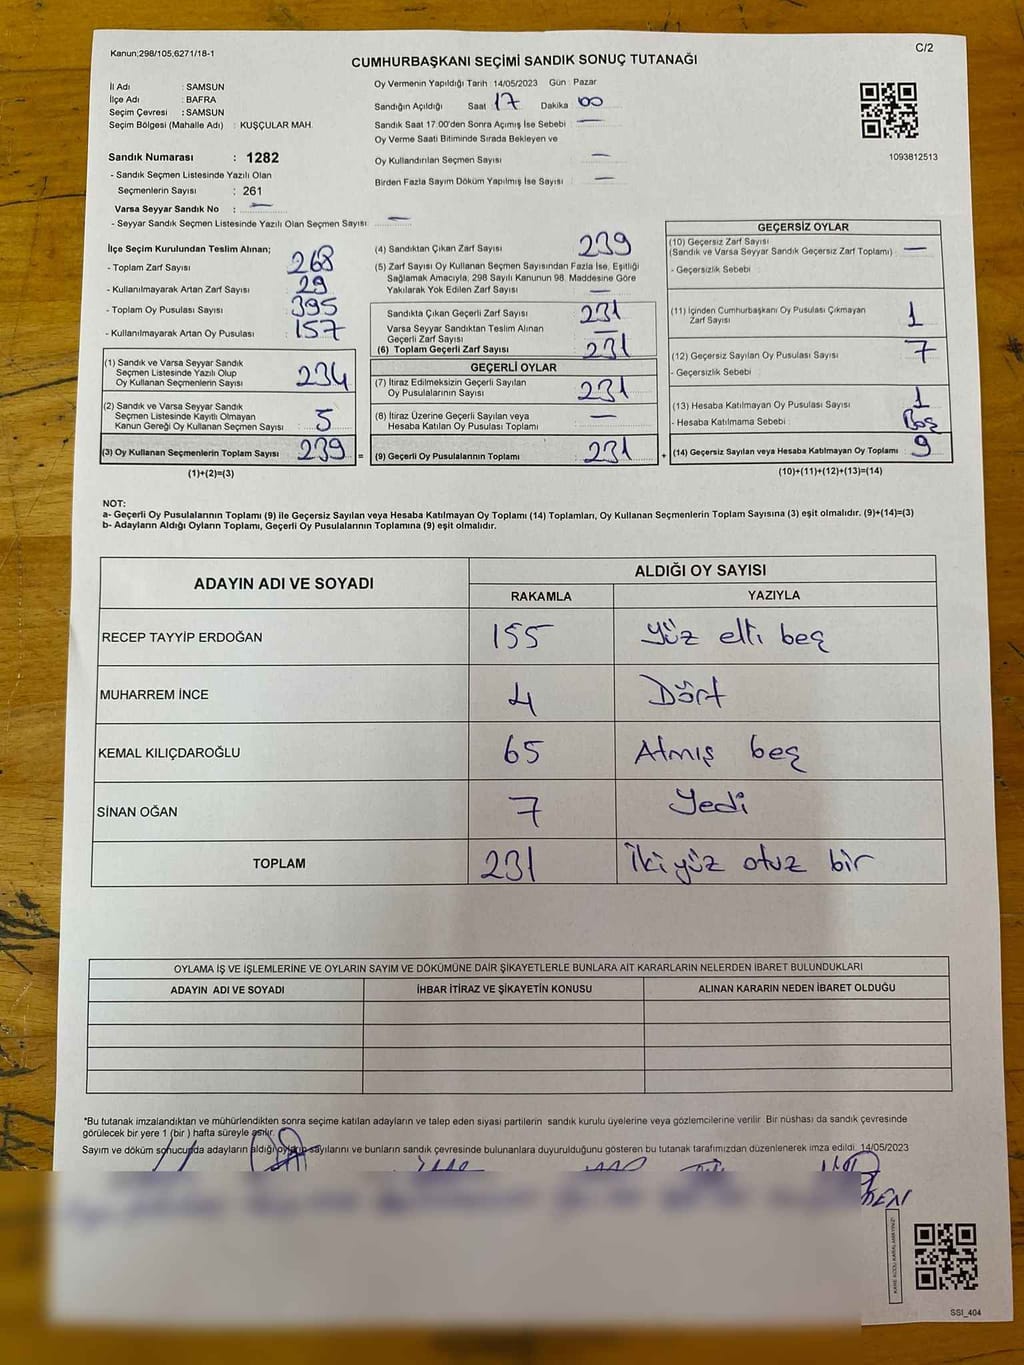 Kanun;298/105,6271/18-1
C/2
CUMHURBAŞKANI SEÇİMİ SANDIK SONUÇ TUTANAĞI
İl Adı : SAMSUN
İlçe Adı : BAFRA
Seçim Çevresi : SAMSUN
Seçim Bölgesi (Mahalle Adı) : KUŞÇULAR MAH.
Sandık Numarası : 1282
- Sandık Seçmen Listesinde Yazılı Olan
Seçmenlerin Sayısı : 261
Varsa Seyyar Sandık No : —
- Seyyar Sandık Seçmen Listesinde Yazılı Olan Seçmen Sayısı: —
Oy Vermenin Yapıldığı Tarih : 14/05/2023 Gün : Pazar
Sandığın Açıldığı Saat 17 Dakika 00
Sandık Saat 17:00'den Sonra Açımış İse Sebebi : —
Oy Verme Saati Bitiminde Sırada Bekleyen ve
Oy Kullandırılan Seçmen Sayısı : —
Birden Fazla Sayım Döküm Yapılmış İse Sayısı : —
1093812513
İlçe Seçim Kurulundan Teslim Alınan;
- Toplam Zarf Sayısı : 268
- Kullanılmayarak Artan Zarf Sayısı : 29
- Toplam Oy Pusulası Sayısı : 395
- Kullanılmayarak Artan Oy Pusulası : 157
(1) Sandık ve Varsa Seyyar Sandık
Seçmen Listesinde Yazılı Olup
Oy Kullanan Seçmenlerin Sayısı : 234
(2) Sandık ve Varsa Seyyar Sandık
Seçmen Listesinde Kayıtlı Olmayan
Kanun Gereği Oy Kullanan Seçmen Sayısı : 5
(3) Oy Kullanan Seçmenlerin Toplam Sayısı : 239
(1)+(2)=(3)
(4) Sandıktan Çıkan Zarf Sayısı : 239
(5) Zarf Sayısı Oy Kullanan Seçmen Sayısından Fazla İse, Eşitliği
Sağlamak Amacıyla, 298 Sayılı Kanunun 98. Maddesine Göre
Yakılarak Yok Edilen Zarf Sayısı : —
Sandıkta Çıkan Geçerli Zarf Sayısı : 231
Varsa Seyyar Sandıktan Teslim Alınan
Geçerli Zarf Sayısı : —
(6) Toplam Geçerli Zarf Sayısı : 231
GEÇERLİ OYLAR
(7) İtiraz Edilmeksizin Geçerli Sayılan
Oy Pusulalarının Sayısı : 231
(8) İtiraz Üzerine Geçerli Sayılan veya
Hesaba Katılan Oy Pusulası Toplamı : —
= (9) Geçerli Oy Pusulalarının Toplamı : 231 +
GEÇERSİZ OYLAR
(10) Geçersiz Zarf Sayısı
(Sandık ve Varsa Seyyar Sandık Geçersiz Zarf Toplamı) : —
- Geçersizlik Sebebi :
(11) İçinden Cumhurbaşkanı Oy Pusulası Çıkmayan
Zarf Sayısı : 1
(12) Geçersiz Sayılan Oy Pusulası Sayısı : 7
- Geçersizlik Sebebi :
(13) Hesaba Katılmayan Oy Pusulası Sayısı : 1
- Hesaba Katılmama Sebebi : Boş
(14) Geçersiz Sayılan veya Hesaba Katılmayan Oy Toplamı : 9
(10)+(11)+(12)+(13)=(14)
NOT:
a- Geçerli Oy Pusulalarının Toplamı (9) ile Geçersiz Sayılan veya Hesaba Katılmayan Oy Toplamı (14) Toplamları, Oy Kullanan Seçmenlerin Toplam Sayısına (3) eşit olmalıdır. (9)+(14)=(3)
b- Adayların Aldığı Oyların Toplamı, Geçerli Oy Pusulalarının Toplamına (9) eşit olmalıdır.
ADAYIN ADI VE SOYADI
ALDIĞI OY SAYISI
RAKAMLA YAZIYLA
RECEP TAYYİP ERDOĞAN 155 Yüz elli beş
MUHARREM İNCE 4 Dört
KEMAL KILIÇDAROĞLU 65 Atmış beş
SİNAN OĞAN 7 Yedi
TOPLAM 231 İki yüz otuz bir
OYLAMA İŞ VE İŞLEMLERİNE VE OYLARIN SAYIM VE DÖKÜMÜNE DAİR ŞİKAYETLERLE BUNLARA AİT KARARLARIN NELERDEN İBARET BULUNDUKLARI
ADAYIN ADI VE SOYADI İHBAR İTİRAZ VE ŞİKAYETİN KONUSU ALINAN KARARIN NEDEN İBARET OLDUĞU
*Bu tutanak imzalandıktan ve mühürlendikten sonra seçime katılan adayların ve talep eden siyasi partilerin sandık kurulu üyelerine veya gözlemcilerine verilir. Bir nüshası da sandık çevresinde
görülecek bir yere 1 (bir ) hafta süreyle asılır.
Sayım ve döküm sonucunda adayların aldığı oyların sayılarını ve bunların sandık çevresinde bulunanlara duyurulduğunu gösteren bu tutanak tarafımızdan düzenlenerek imza edildi. 14/05/2023
SSI_404